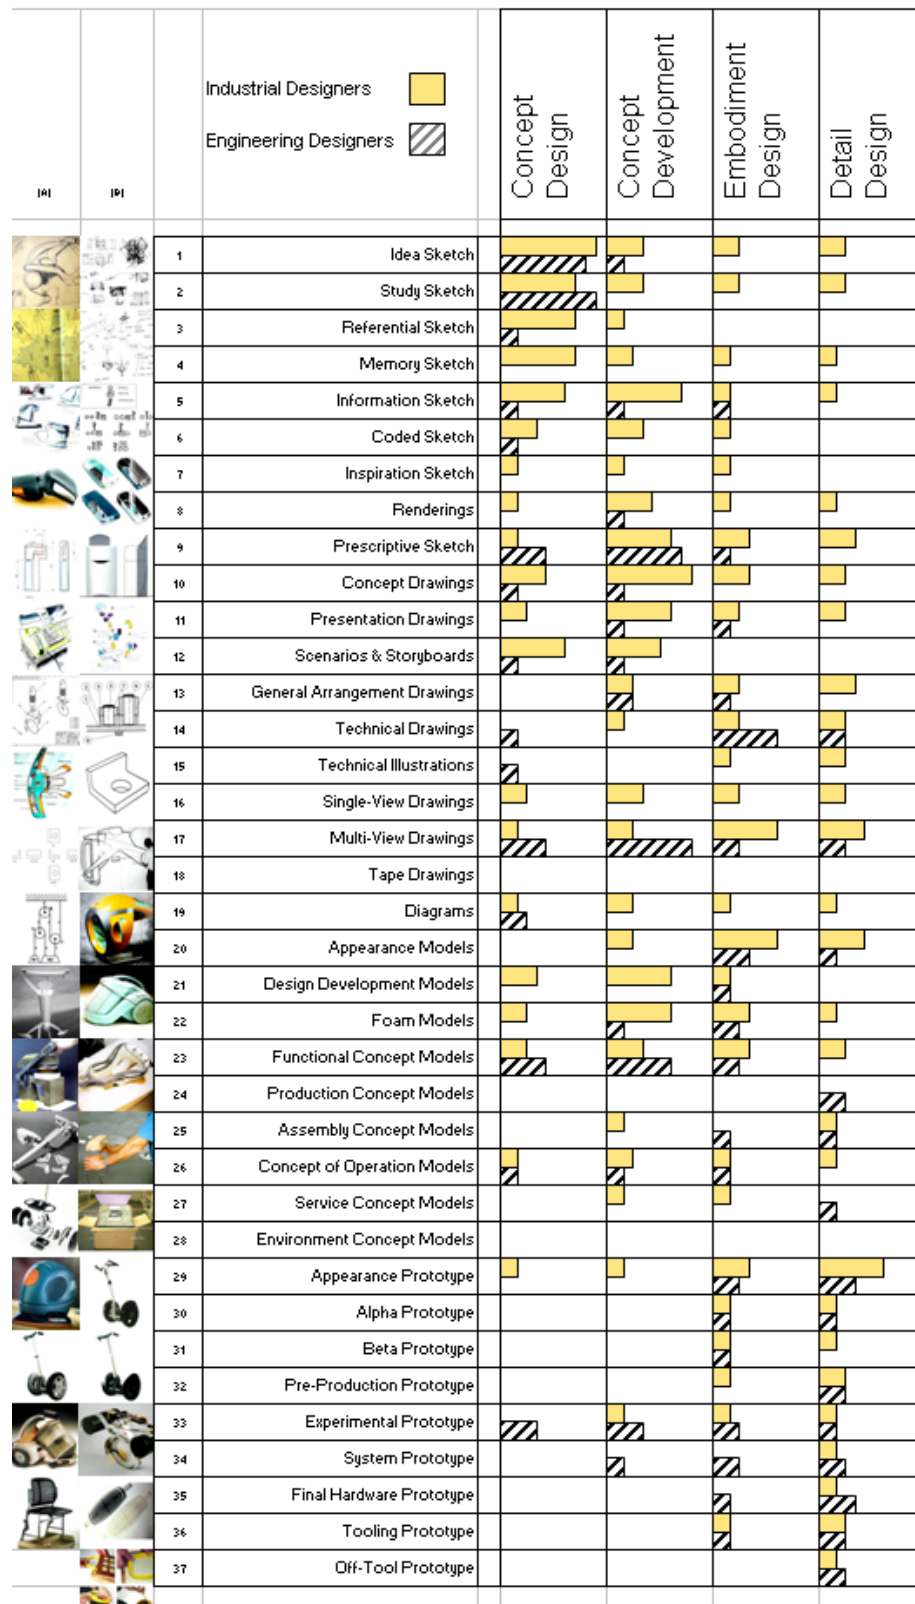 Industrial Designers
Engineering Designers
Concept
Design
Concept
Development
Embodiment
Design
Detail
Design
[A]
[B]
1 Idea Sketch
2 Study Sketch
3 Referential Sketch
4 Memory Sketch
5 Information Sketch
6 Coded Sketch
7 Inspiration Sketch
8 Renderings
9 Prescriptive Sketch
10 Concept Drawings
11 Presentation Drawings
12 Scenarios & Storyboards
13 General Arrangement Drawings
14 Technical Drawings
15 Technical Illustrations
16 Single-View Drawings
17 Multi-View Drawings
18 Tape Drawings
19 Diagrams
20 Appearance Models
21 Design Development Models
22 Foam Models
23 Functional Concept Models
24 Production Concept Models
25 Assembly Concept Models
26 Concept of Operation Models
27 Service Concept Models
28 Environment Concept Models
29 Appearance Prototype
30 Alpha Prototype
31 Beta Prototype
32 Pre-Production Prototype
33 Experimental Prototype
34 System Prototype
35 Final Hardware Prototype
36 Tooling Prototype
37 Off-Tool Prototype